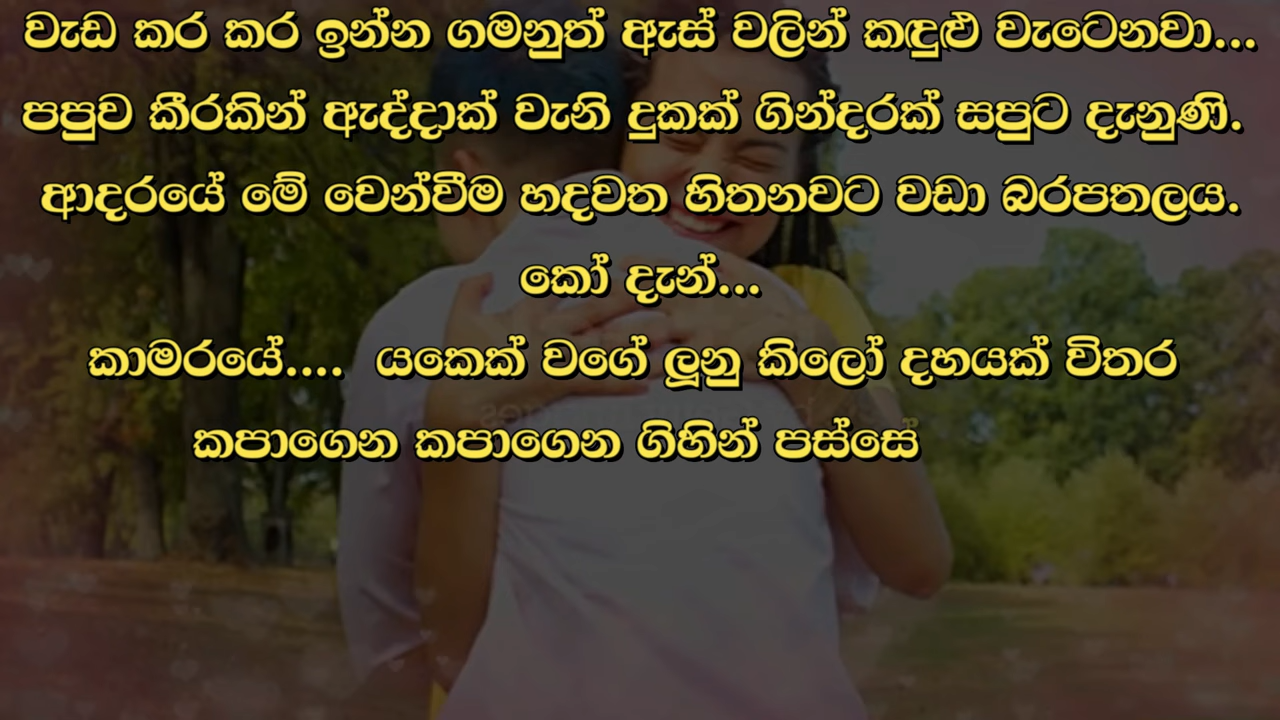 වැඩ කර කර ඉන්න ගමනුත් ඇස් වලින් කඳුළු වැටෙනවා...
පපුව කීරකින් ඇද්දාක් වැනි දුකක් ගින්දරක් සපුට දැනුණි.
ආදරයේ මේ වෙන්වීම හදවත හිතනවට වඩා බරපතලය.
කෝ දැන්...
කාමරයේ.... යකෙක් වගේ ලූනු කිලෝ දහයක් විතර
කපාගෙන කපාගෙන ගිහින් පස්සේ